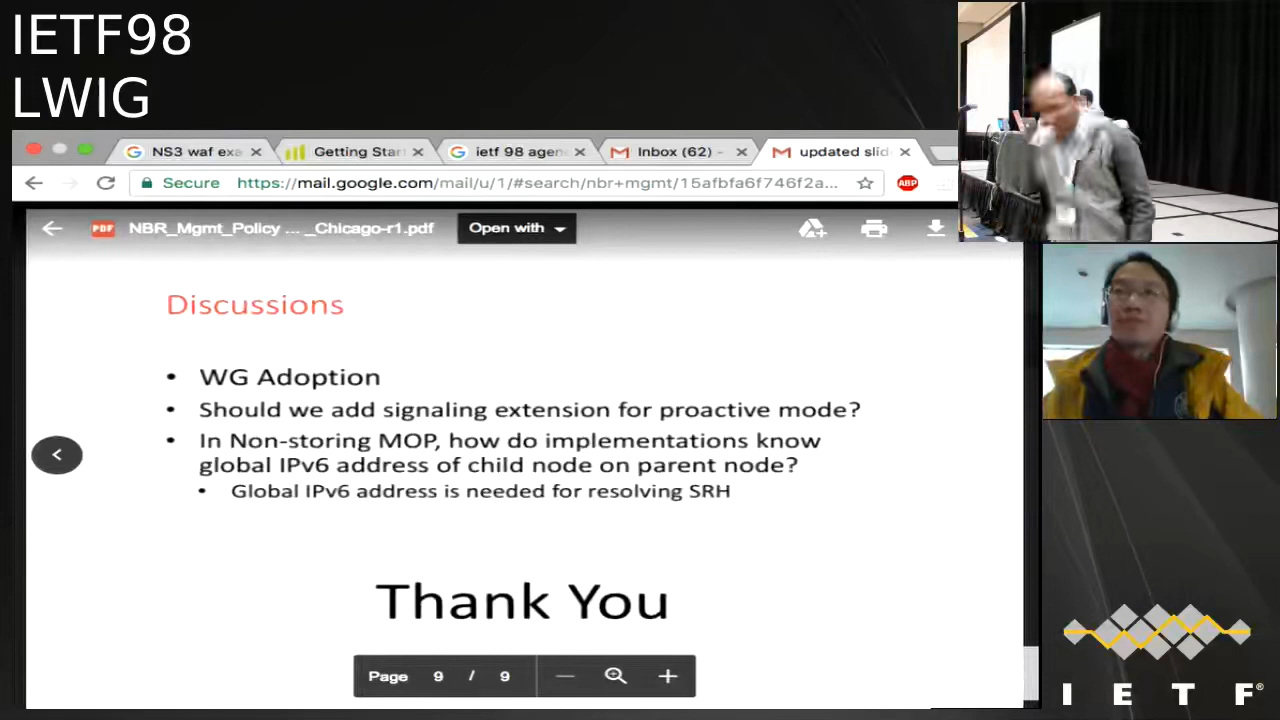 IETF98
LWIG
NS3 waf exa
Getting Star
ietf 98 agen
Inbox (62) -
updated slid
Secure
https://mail.google.com/mail/u/1/#search/nbr+mgmt/15afbfa6f746f2a...
ABP
PDF
NBR_Mgmt_Policy ... _Chicago-r1.pdf
Open with
Discussions
• WG Adoption
• Should we add signaling extension for proactive mode?
• In Non-storing MOP, how do implementations know
global IPv6 address of child node on parent node?
• Global IPv6 address is needed for resolving SRH
Thank You
Page 9 / 9
I E T F®